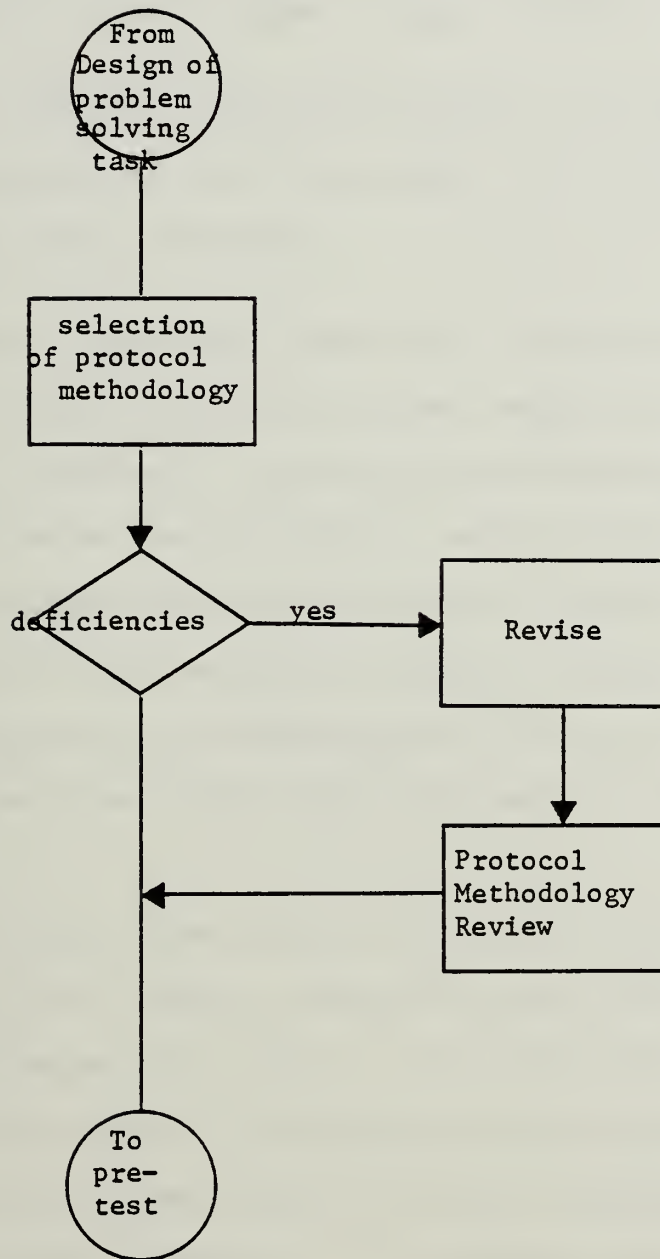 From
Design of
problem
solving
task
selection
of protocol
methodology
deficiencies
yes
Revise
Protocol
Methodology
Review
To
pre-
test